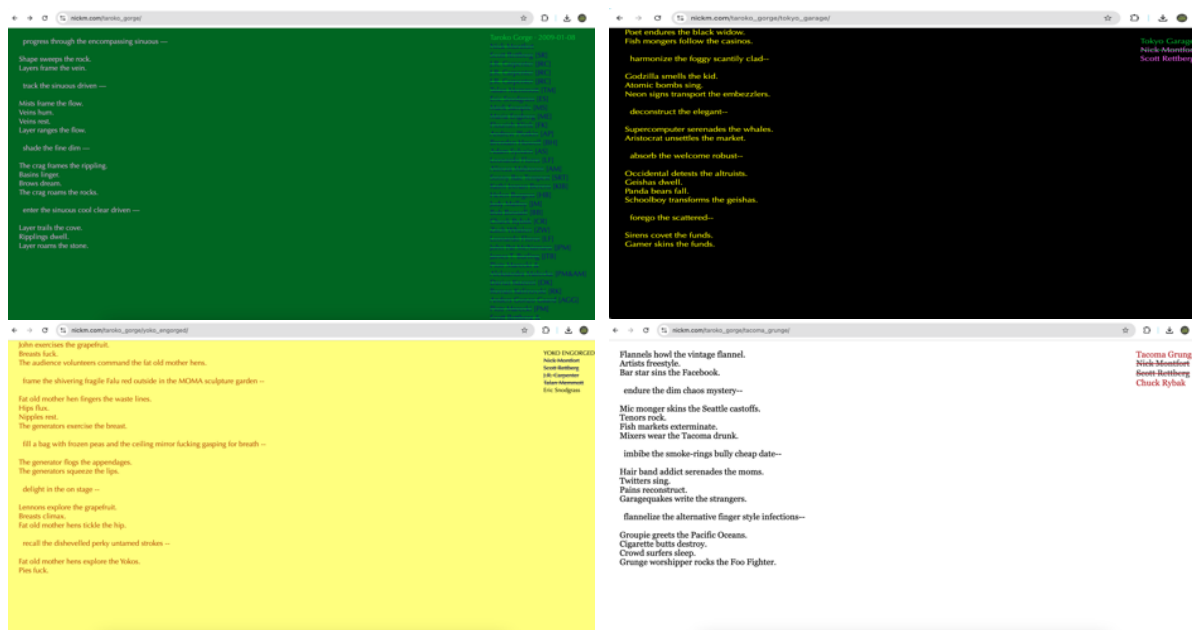 nickm.com/taroko_gorge/
progress through the encompassing sinuous —
Shape sweeps the rock.
Layers frame the vein.
track the sinuous driven —
Mists frame the flow.
Veins hum.
Veins rest.
Layer ranges the flow.
shade the fine dim —
The crag frames the rippling.
Basins linger.
Brows dream.
The crag roams the rocks.
enter the sinuous cool clear driven —
Layer trails the cove.
Ripplings dwell.
Layer roams the stone.
Taroko Gorge - 2009-01-08
nickm.com/taroko_gorge/tokyo_garage/
Poet endures the black widow.
Fish mongers follow the casinos.
harmonize the foggy scantily clad--
Godzilla smells the kid.
Atomic bombs sing.
Neon signs transport the embezzlers.
deconstruct the elegant--
Supercomputer serenades the whales.
Aristocrat unsettles the market.
absorb the welcome robust--
Occidental detests the altruists.
Geishas dwell.
Panda bears fall.
Schoolboy transforms the geishas.
forego the scattered--
Sirens covet the funds.
Gamer skins the funds.
Tokyo Garage
Nick Montfor
Scott Rettberg
nickm.com/taroko_gorge/yoko_engorged/
John exercises the grapefruit.
Breasts fuck.
The audience volunteers command the fat old mother hens.
frame the shivering fragile Falu red outside in the MOMA sculpture garden --
Fat old mother hen fingers the waste lines.
Hips flux.
Nipples rest.
The generators exercise the breast.
fill a bag with frozen peas and the ceiling mirror fucking gasping for breath --
The generator flogs the appendages.
The generators squeeze the lips.
delight in the on stage --
Lennons explore the grapefruit.
Breasts climax.
Fat old mother hens tickle the hip.
recall the dishevelled perky untamed strokes --
Fat old mother hens explore the Yokos.
Pies fuck.
YOKO ENGORGED
Nick Montfort
Scott Rettberg
J.R. Carpenter
Talan Memmott
Eric Snodgrass
nickm.com/taroko_gorge/tacoma_grunge/
Flannels howl the vintage flannel.
Artists freestyle.
Bar star sins the Facebook.
endure the dim chaos mystery--
Mic monger skins the Seattle castoffs.
Tenors rock.
Fish markets exterminate.
Mixers wear the Tacoma drunk.
imbibe the smoke-rings bully cheap date--
Hair band addict serenades the moms.
Twitters sing.
Pains reconstruct.
Garagequakes write the strangers.
flannelize the alternative finger style infections--
Groupie greets the Pacific Oceans.
Cigarette butts destroy.
Crowd surfers sleep.
Grunge worshipper rocks the Foo Fighter.
Tacoma Grung
Nick Montfort
Scott Rettberg
Chuck Rybak